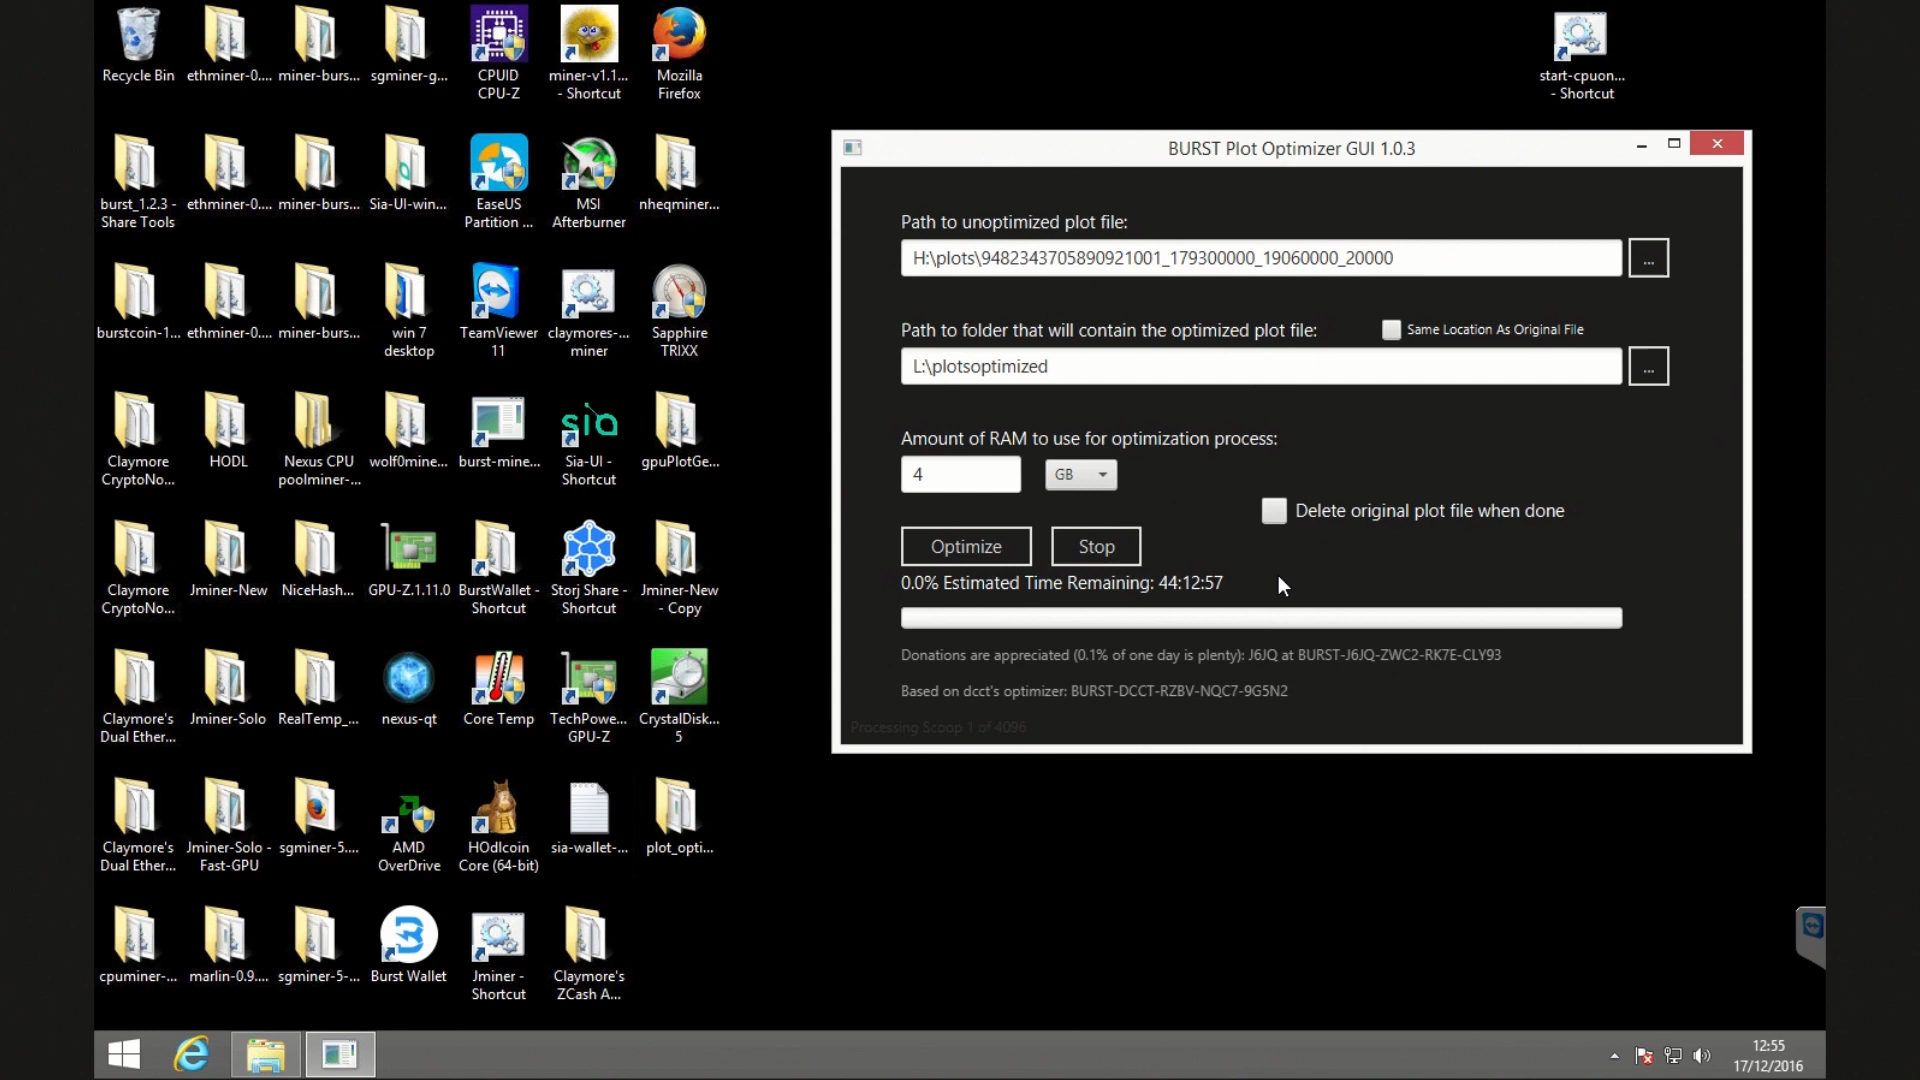 Recycle Bin
ethminer-0....
miner-burs...
sgminer-g...
CPUID
CPU-Z
miner-v1.1...
- Shortcut
Mozilla
Firefox
start-cpuon...
- Shortcut
burst_1.2.3 -
Share Tools
ethminer-0....
miner-burs...
Sia-UI-win...
EaseUS
Partition ...
MSI
Afterburner
nheqminer...
burstcoin-1...
ethminer-0....
miner-burs...
win 7
desktop
TeamViewer
11
claymores-...
miner
Sapphire
TRIXX
Claymore
CryptoNo...
HODL
Nexus CPU
poolminer-...
wolf0mine...
burst-mine...
sia
Sia-UI -
Shortcut
gpuPlotGe...
Claymore
CryptoNo...
Jminer-New
NiceHash...
GPU-Z.1.11.0
BurstWallet -
Shortcut
Storj Share -
Shortcut
Jminer-New
- Copy
Claymore's
Dual Ether...
Jminer-Solo
RealTemp_...
nexus-qt
Core Temp
TechPowe...
GPU-Z
CrystalDisk...
5
Claymore's
Dual Ether...
Jminer-Solo -
Fast-GPU
sgminer-5....
AMD
OverDrive
HOdlcoin
Core (64-bit)
sia-wallet-...
plot_opti...
cpuminer-...
marlin-0.9....
sgminer-5-...
Burst Wallet
Jminer -
Shortcut
Claymore's
ZCash A...
BURST Plot Optimizer GUI 1.0.3
Path to unoptimized plot file:
H:\plots\9482343705890921001_179300000_19060000_20000
...
Path to folder that will contain the optimized plot file:
Same Location As Original File
L:\plotsoptimized
...
Amount of RAM to use for optimization process:
4
GB
Delete original plot file when done
Optimize
Stop
0.0% Estimated Time Remaining: 44:12:57
Donations are appreciated (0.1% of one day is plenty): J6JQ at BURST-J6JQ-ZWC2-RK7E-CLY93
Based on dcct's optimizer: BURST-DCCT-RZBV-NQC7-9G5N2
Processing Scoop 1 of 4096
12:55
17/12/2016